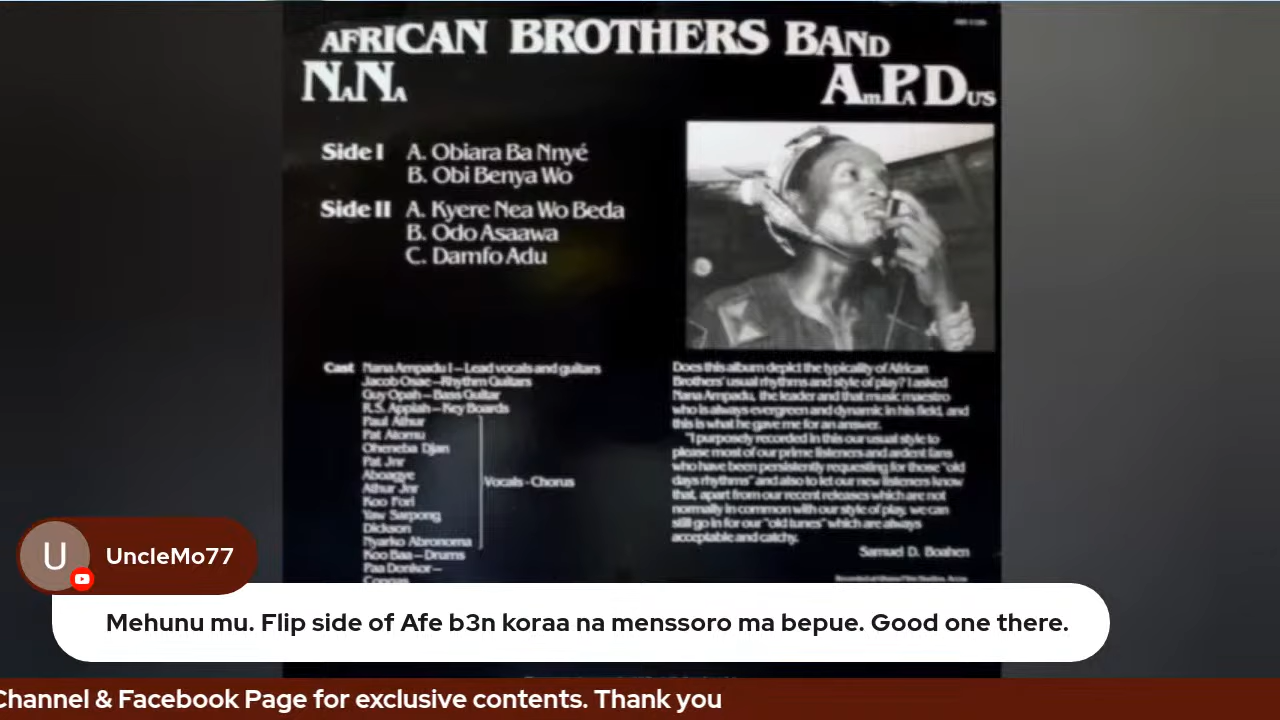 AFRICAN BROTHERS BAND
NANA AmPADU'S
Side I A. Obiara Ba Nnyé
B. Obi Benya Wo
Side II A. Kyere Nea Wo Beda
B. Odo Asaawa
C. Damfo Adu
Cast Nana Ampadu I – Lead vocals and guitars
Jacob Osae – Rhythm Guitars
Guy Opah – Bass Guitar
R.S. Appiah – Key Boards
Paul Athur
Pat Atomu
Oheneba Djan
Pat Jnr
Aboagye
Athur Jnr
Koo Fori
Yaw Sarpong
Dickson
Nyarko Abronoma
Vocals - Chorus
Koo Baa – Drums
Paa Donkor –
Congas
Does this album depict the typicality of African
Brothers' usual rhythms and style of play? I asked
Nana Ampadu, the leader and that music maestro
who is always evergreen and dynamic in his field, and
this is what he gave me for an answer.
"I purposely recorded in this our usual style to
please most of our prime listeners and ardent fans
who have been persistently requesting for those "old
days rhythms" and also to let our new listeners know
that, apart from our recent releases which are not
normally in common with our style of play, we can
still go in for our "old tunes" which are always
acceptable and catchy.
Samuel D. Boahen
U
UncleMo77
Mehunu mu. Flip side of Afe b3n koraa na menssoro ma bepue. Good one there.
Channel & Facebook Page for exclusive contents. Thank you